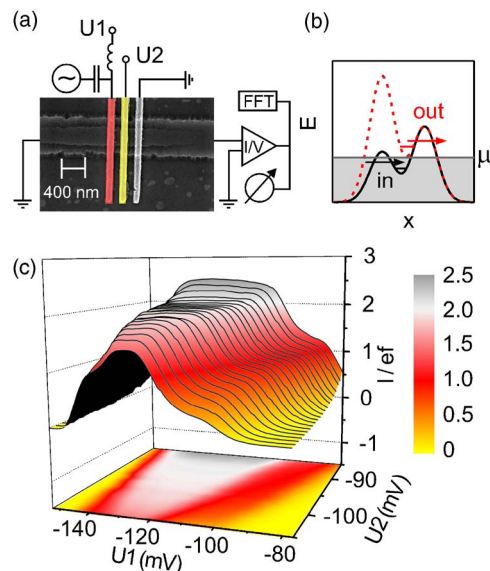 (a)
U1
U2
FFT
I/V
400 nm
(b)
E
out
in
μ
x
(c)
3
2
1
0
-1
I / ef
2.5
2.0
1.5
1.0
0.5
0
-140
-120
-100
-80
U1(mV)
-90
-100
U2(mV)